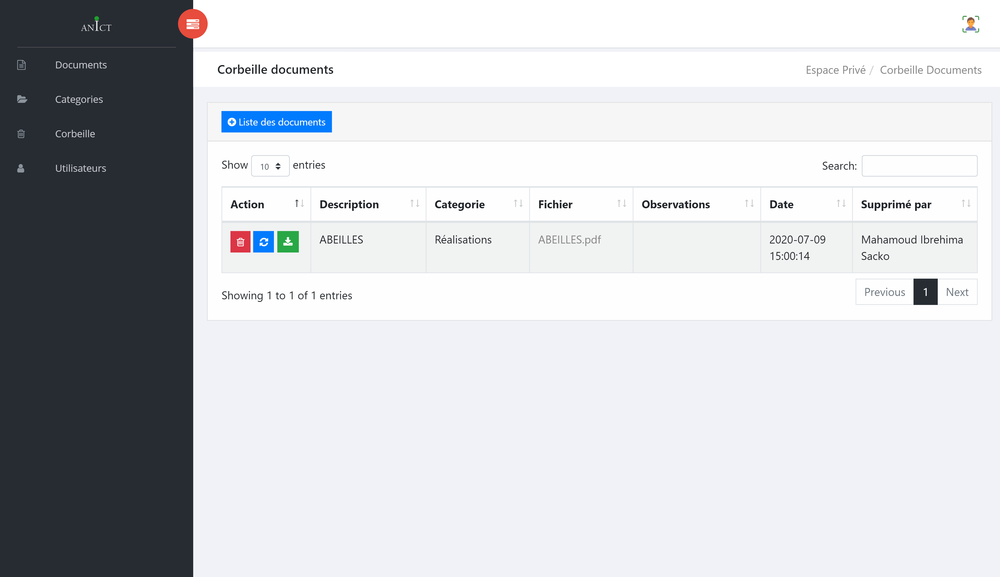 ANICT
Documents
Categories
Corbeille
Utilisateurs
Corbeille documents
Espace Privé / Corbeille Documents
Liste des documents
Show 10 entries
Search:
Action Description Categorie Fichier Observations Date Supprimé par
ABEILLES Réalisations ABEILLES.pdf 2020-07-09 Mahamoud Ibrehima
15:00:14 Sacko
Showing 1 to 1 of 1 entries
Previous 1 Next